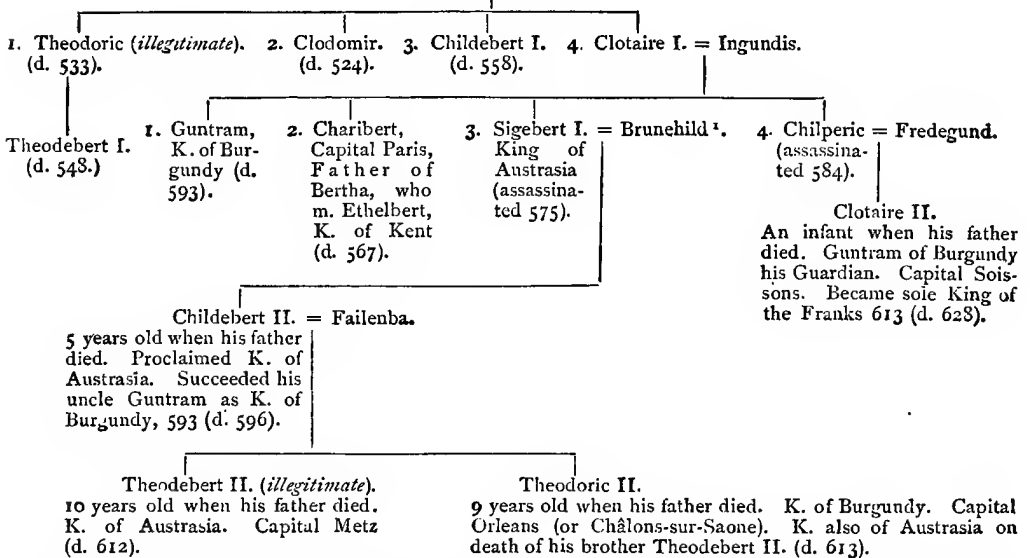 1. Theodoric (illegitimate). 2. Clodomir. 3. Childebert I. 4. Clotaire I. = Ingundis.
(d. 533). (d. 524). (d. 558).
Theodebert I.
(d. 548.)
1. Guntram,
K. of Bur-
gundy (d.
593).
2. Charibert,
Capital Paris,
Father of
Bertha, who
m. Ethelbert,
K. of Kent
(d. 567).
3. Sigebert I. = Brunehild¹.
King of
Austrasia
(assassina-
ted 575).
4. Chilperic = Fredegund.
(assassina-
ted 584).
Clotaire II.
An infant when his father
died. Guntram of Burgundy
his Guardian. Capital Sois-
sons. Became sole King of
the Franks 613 (d. 628).
Childebert II. = Failenba.
5 years old when his father
died. Proclaimed K. of
Austrasia. Succeeded his
uncle Guntram as K. of
Burgundy, 593 (d. 596).
Theodebert II. (illegitimate).
10 years old when his father died.
K. of Austrasia. Capital Metz
(d. 612).
Theodoric II.
9 years old when his father died. K. of Burgundy. Capital
Orleans (or Châlons-sur-Saone). K. also of Austrasia on
death of his brother Theodebert II. (d. 613).